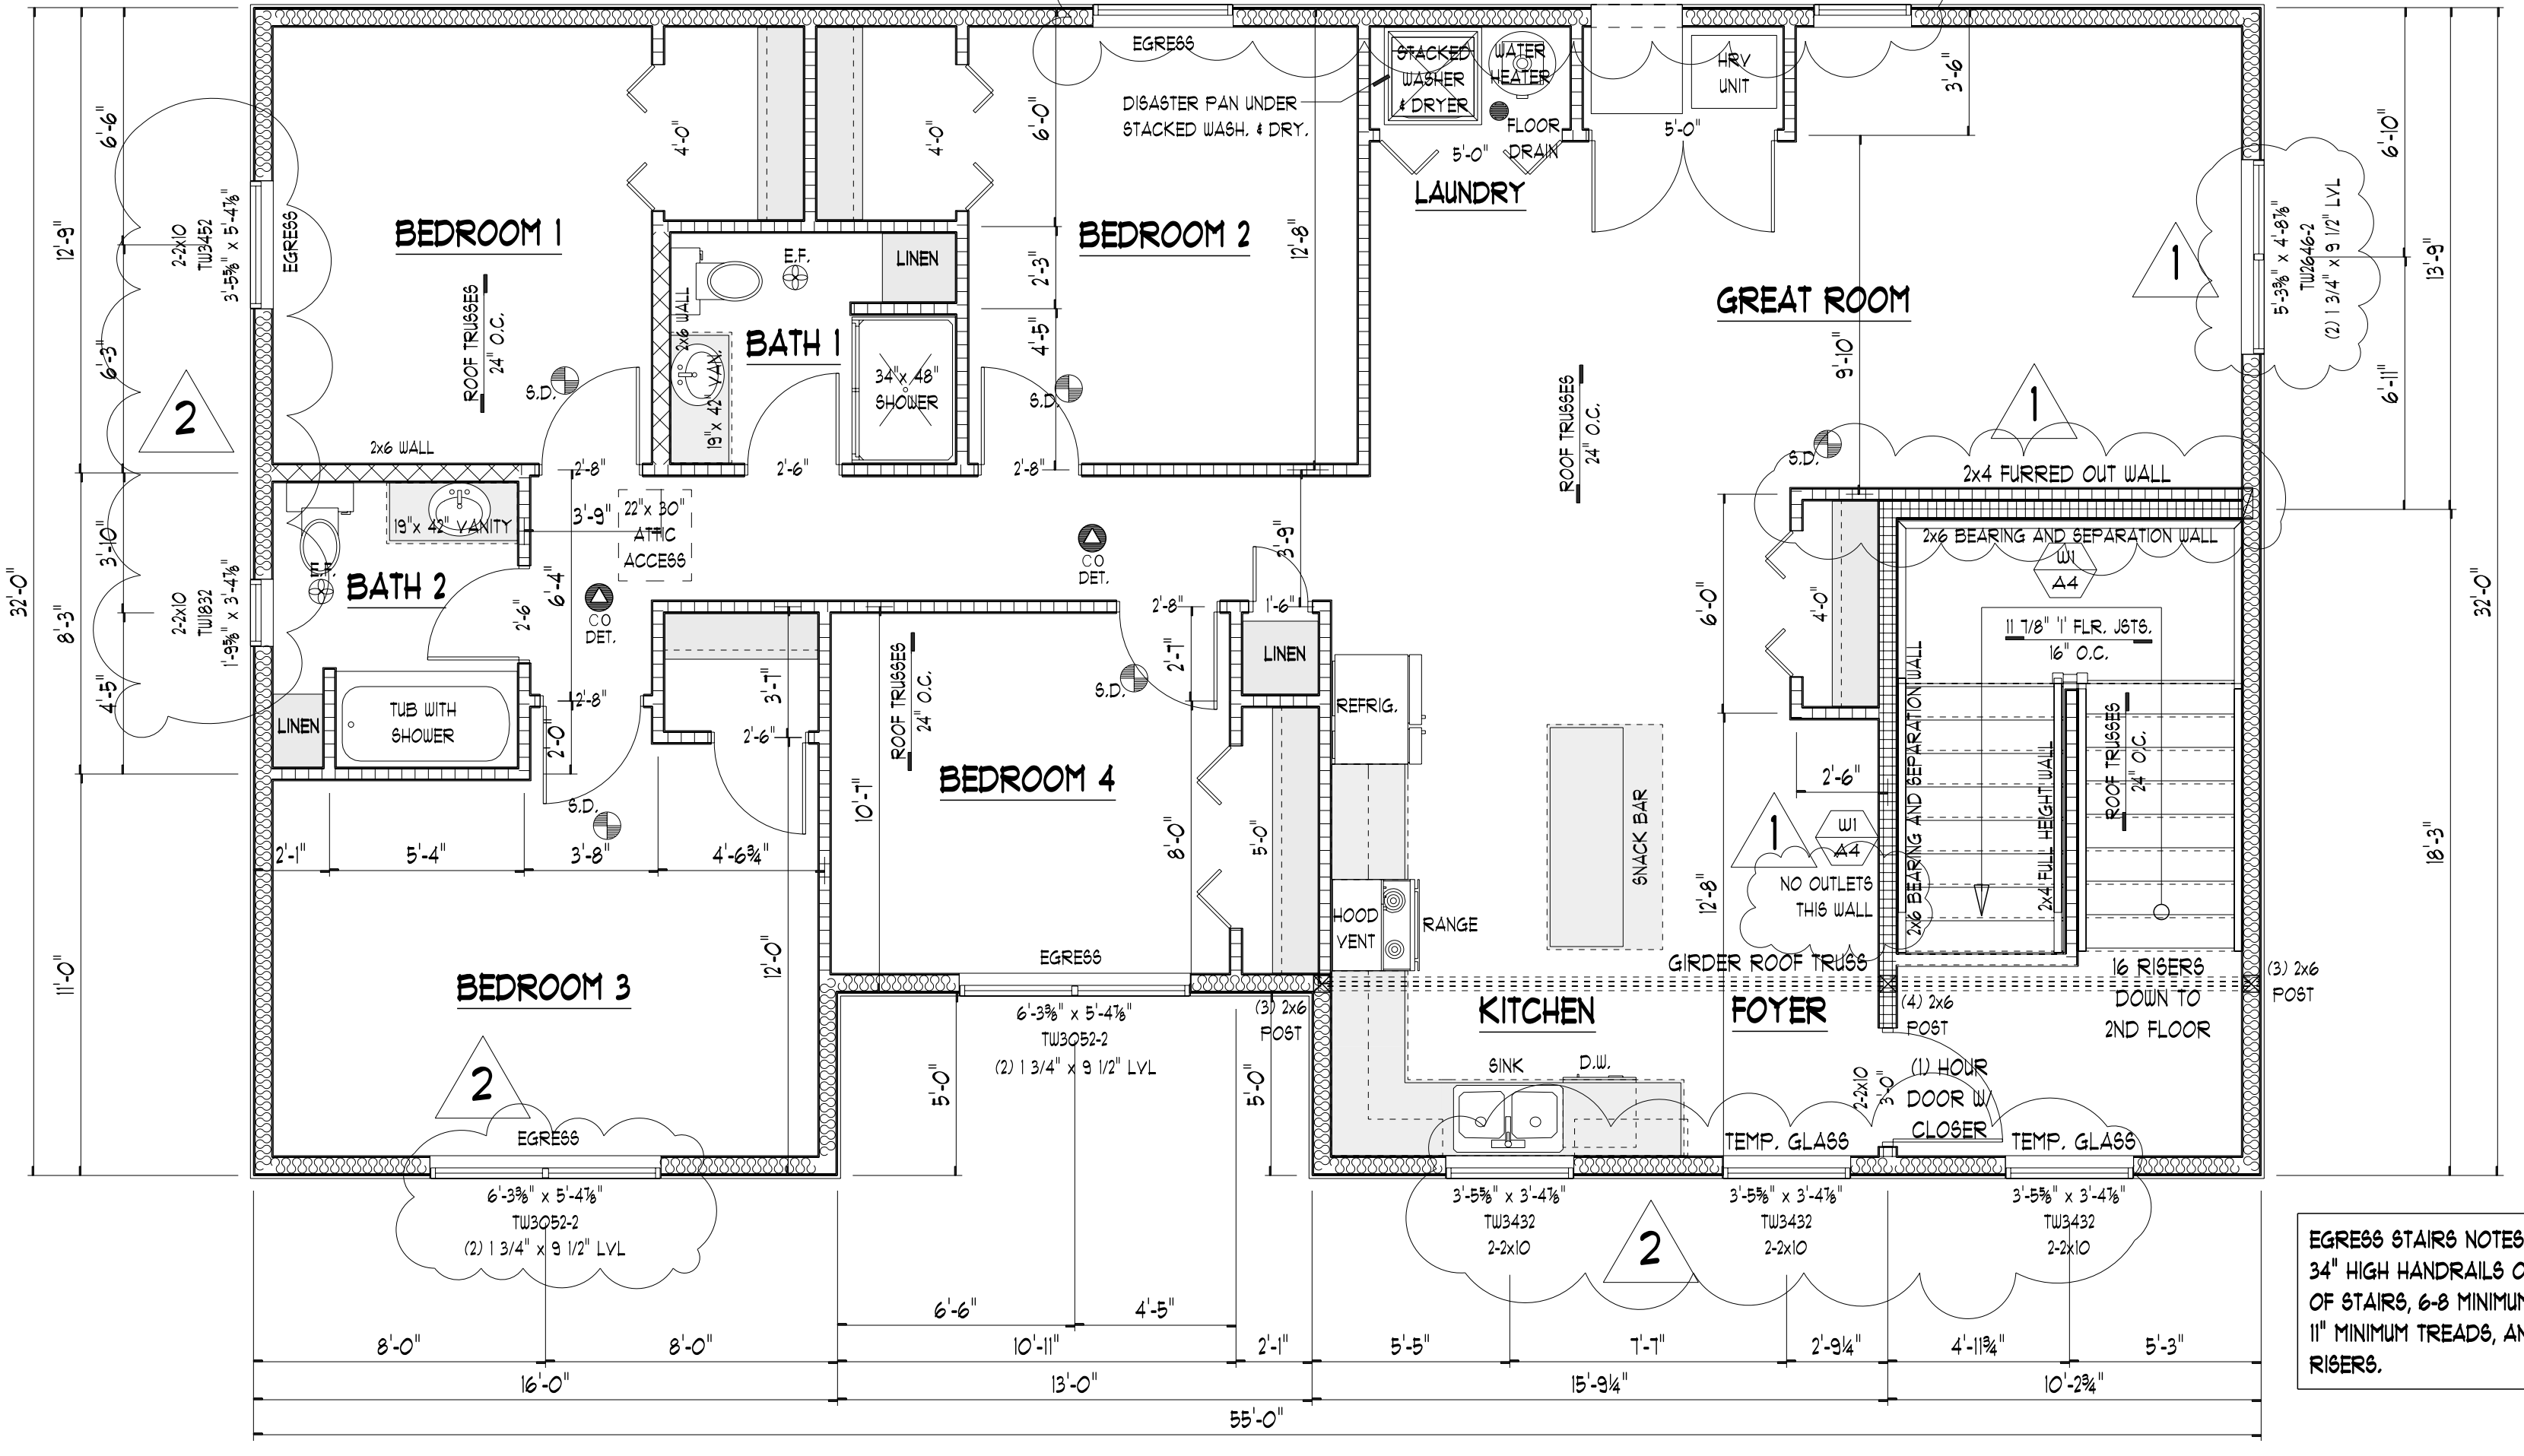 EGRESS
STACKED
WASHER
& DRYER
WATER
HEATER
HRV
UNIT
3'-6"
6'-6"
6'-0"
DISASTER PAN UNDER
STACKED WASH. & DRY.
4'-0"
4'-0"
FLOOR
DRAIN
5'-0"
5'-0"
6'-10"
LAUNDRY
BEDROOM 1
BEDROOM 2
12'-9"
2-2x10
TW3452
3'-5⅝" x 5'-4⅞"
EGRESS
12'-8"
E.F.
LINEN
2'-3"
GREAT ROOM
1
5'-3⅜" x 4'-8⅞"
TW2646-2
(2) 1 3/4" x 9 1/2" LVL
13'-9"
ROOF TRUSSES
24" O.C.
2x6 WALL
BATH 1
4'-5"
6'-3"
9'-10"
6'-11"
2
S.D.
19"x 42" VAN.
34"x 48"
SHOWER
S.D.
ROOF TRUSSES
24" O.C.
1
S.D.
2x6 WALL
2'-8"
2'-6"
2'-8"
2x4 FURRED OUT WALL
19"x 42" VANITY
3'-9"
22"x 30"
ATTIC
ACCESS
3'-9"
2x6 BEARING AND SEPARATION WALL
W1
A4
3'-10"
32'-0"
8'-3"
2-2x10
TW1832
1'-9⅝" x 3'-4⅞"
E.F.
BATH 2
2'-6"
6'-4"
CO
DET.
CO
DET.
2'-8"
1'-6"
6'-0"
4'-0"
11 7/8" 'I' FLR. JSTS.
16" O.C.
32'-0"
4'-5"
LINEN
TUB WITH
SHOWER
2'-8"
2'-0"
3'-7"
2'-6"
ROOF TRUSSES
24" O.C.
S.D.
2'-7"
LINEN
REFRIG.
2x6 BEARING AND SEPARATION WALL
ROOF TRUSSES
24" O.C.
2x4 FULL HEIGHT WALL
BEDROOM 4
2'-6"
S.D.
10'-7"
8'-0"
5'-0"
SNACK BAR
1
W1
A4
2'-1"
5'-4"
3'-8"
4'-6¾"
18'-3"
12'-8"
NO OUTLETS
THIS WALL
HOOD
VENT
RANGE
11'-0"
12'-0"
EGRESS
GIRDER ROOF TRUSS
16 RISERS
DOWN TO
2ND FLOOR
(3) 2x6
POST
BEDROOM 3
6'-3⅜" x 5'-4⅞"
TW3052-2
(2) 1 3/4" x 9 1/2" LVL
(3) 2x6
POST
KITCHEN
FOYER
(4) 2x6
POST
2
5'-0"
5'-0"
SINK
D.W.
2-2x10
3'-0"
(1) HOUR
DOOR W/
CLOSER
EGRESS
TEMP. GLASS
TEMP. GLASS
6'-3⅜" x 5'-4⅞"
TW3052-2
(2) 1 3/4" x 9 1/2" LVL
3'-5⅝" x 3'-4⅞"
TW3432
2-2x10
3'-5⅝" x 3'-4⅞"
TW3432
2-2x10
3'-5⅝" x 3'-4⅞"
TW3432
2-2x10
2
EGRESS STAIRS NOTES
34" HIGH HANDRAILS O
OF STAIRS, 6-8 MINIMUM
11" MINIMUM TREADS, AN
RISERS.
6'-6"
4'-5"
8'-0"
8'-0"
10'-11"
2'-1"
5'-5"
7'-7"
2'-9¼"
4'-11¾"
5'-3"
16'-0"
13'-0"
15'-9¼"
10'-2¾"
55'-0"